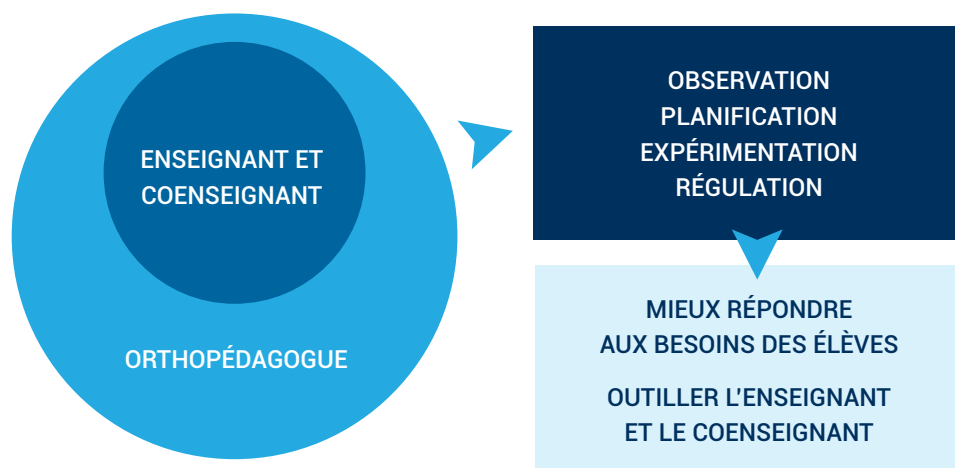 ENSEIGNANT ET
COENSEIGNANT
ORTHOPÉDAGOGUE
OBSERVATION
PLANIFICATION
EXPÉRIMENTATION
RÉGULATION
MIEUX RÉPONDRE
AUX BESOINS DES ÉLÈVES
OUTILLER L'ENSEIGNANT
ET LE COENSEIGNANT